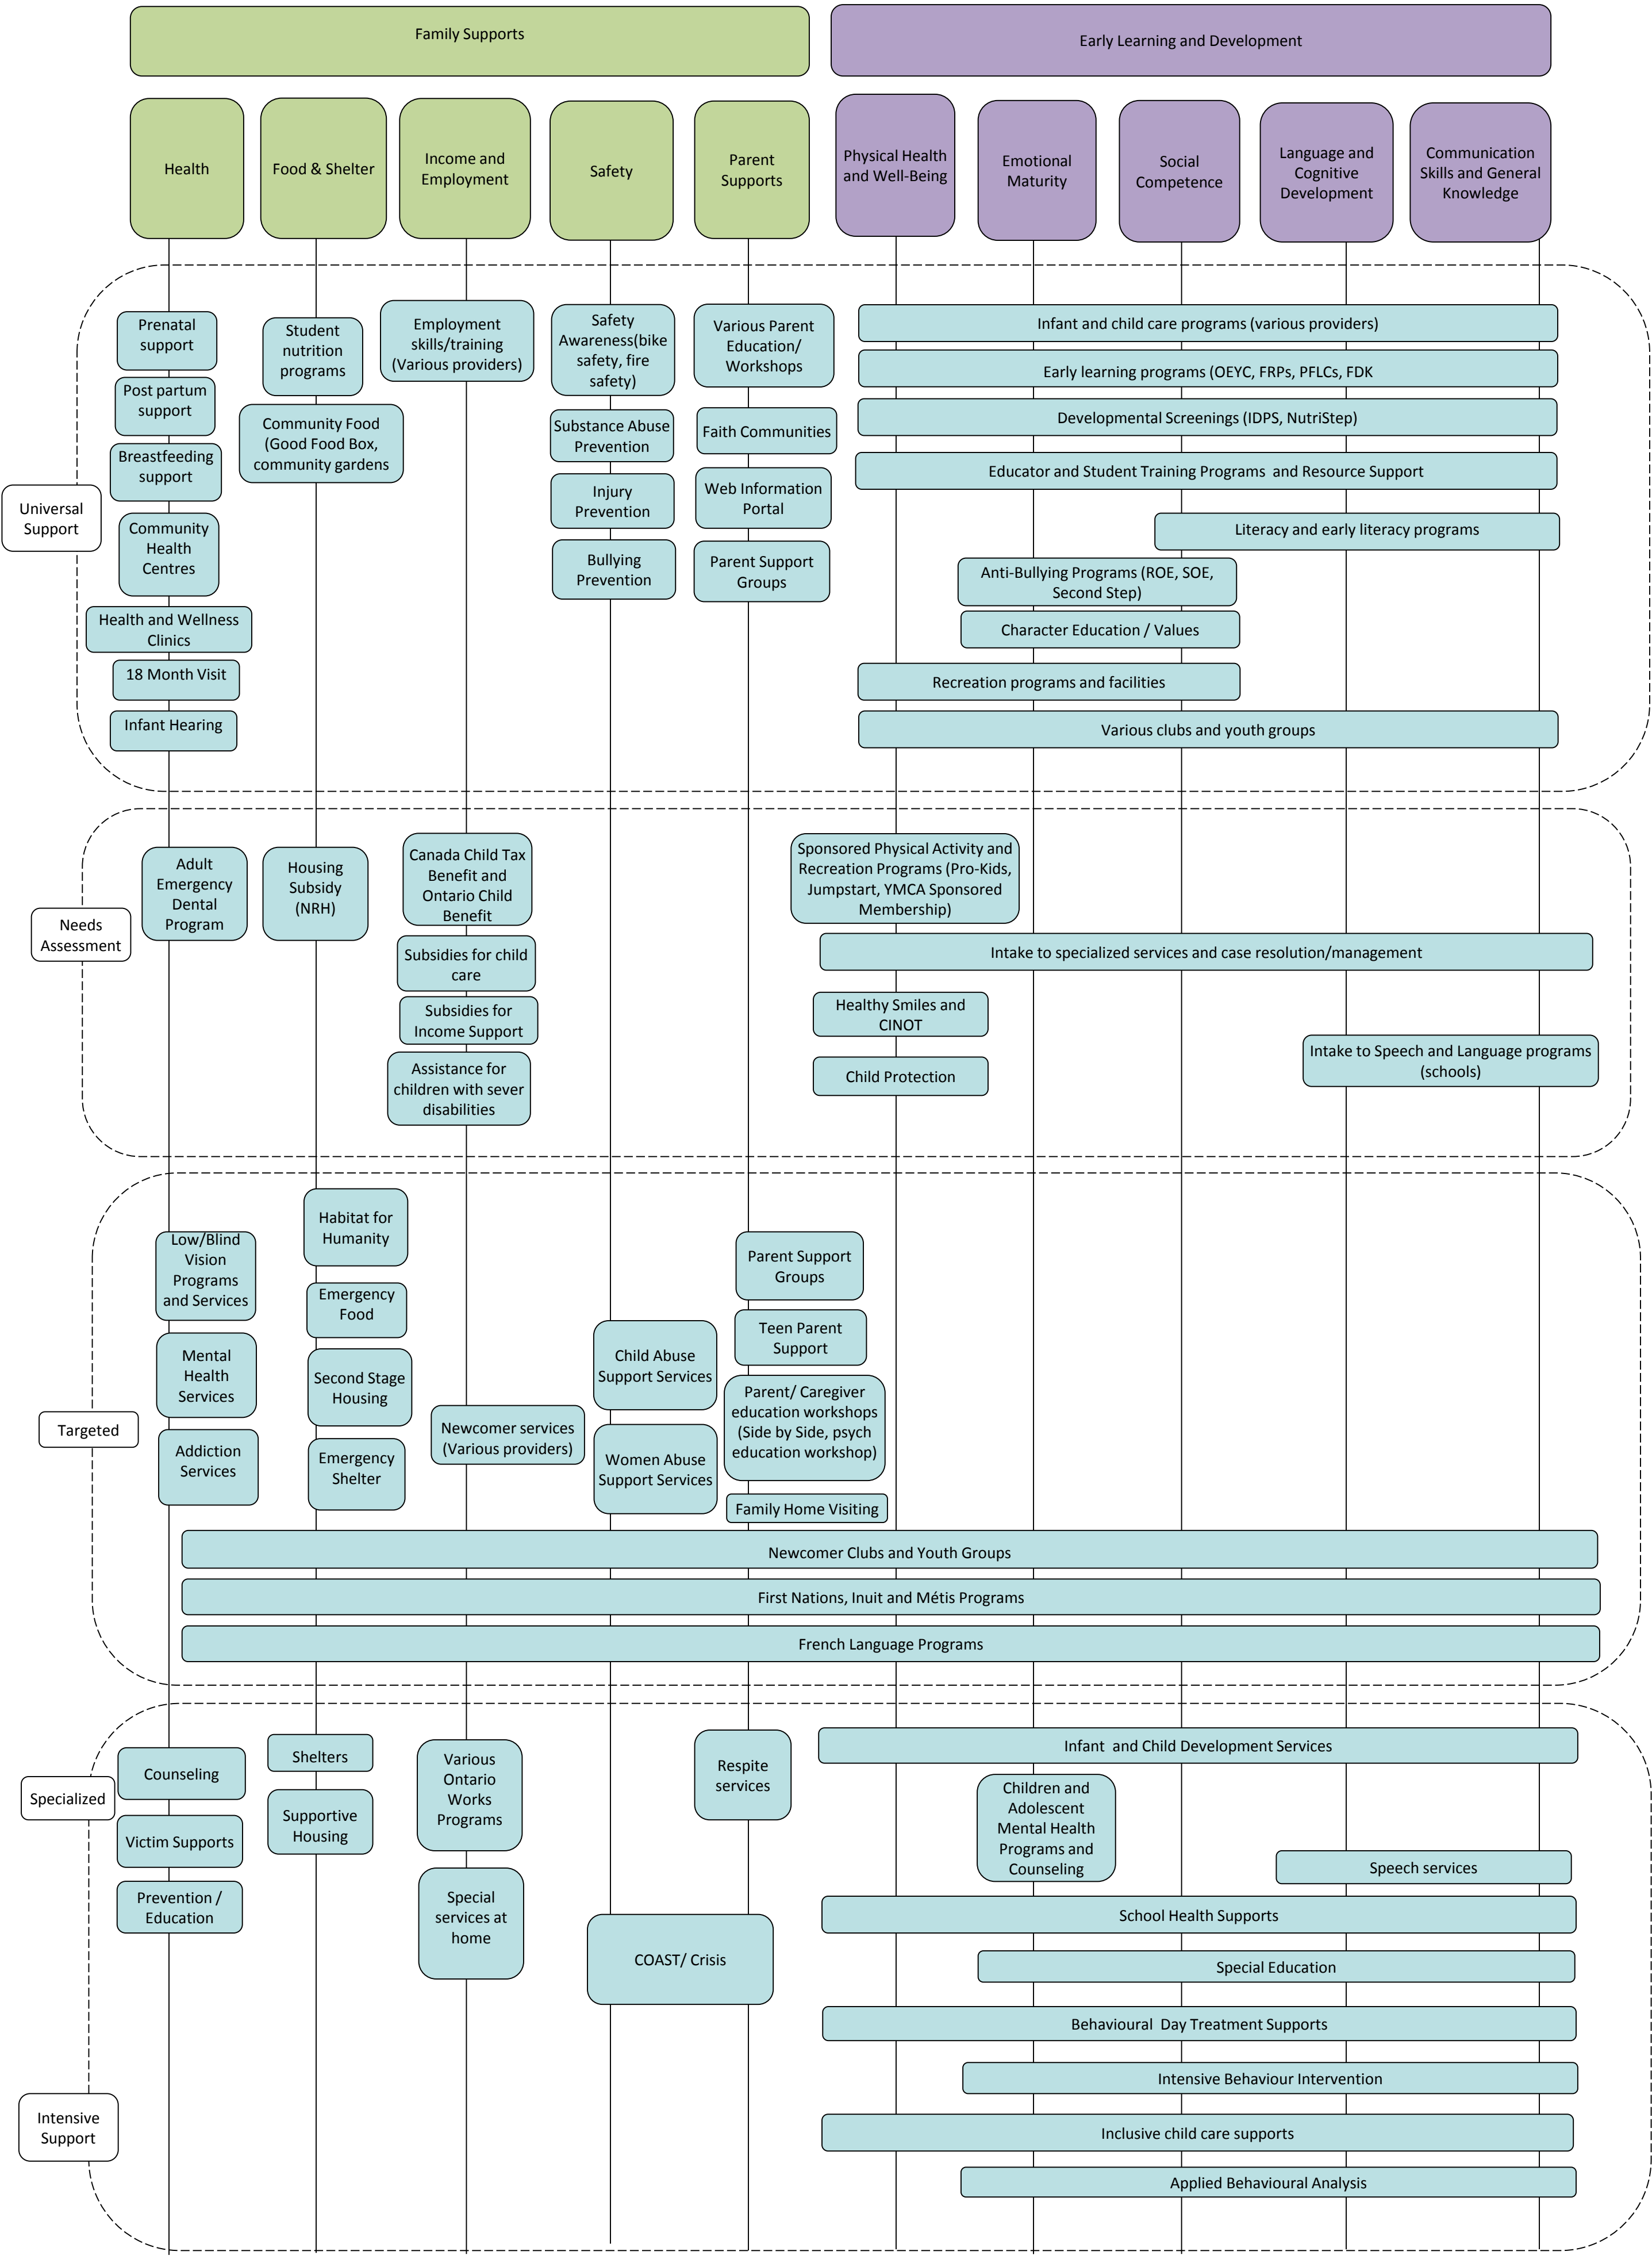 Family Supports
Early Learning and Development
Health
Food & Shelter
Income and
Employment
Safety
Parent
Supports
Physical Health
and Well-Being
Emotional
Maturity
Social
Competence
Language and
Cognitive
Development
Communication
Skills and General
Knowledge
Universal
Support
Prenatal
support
Post partum
support
Breastfeeding
support
Community
Health
Centres
Health and Wellness
Clinics
18 Month Visit
Infant Hearing
Student
nutrition
programs
Community Food
(Good Food Box,
community gardens
Employment
skills/training
(Various providers)
Safety
Awareness(bike
safety, fire
safety)
Substance Abuse
Prevention
Injury
Prevention
Bullying
Prevention
Various Parent
Education/
Workshops
Faith Communities
Web Information
Portal
Parent Support
Groups
Infant and child care programs (various providers)
Early learning programs (OEYC, FRPs, PFLCs, FDK
Developmental Screenings (IDPS, NutriStep)
Educator and Student Training Programs and Resource Support
Literacy and early literacy programs
Anti-Bullying Programs (ROE, SOE,
Second Step)
Character Education / Values
Recreation programs and facilities
Various clubs and youth groups
Needs
Assessment
Adult
Emergency
Dental
Program
Housing
Subsidy
(NRH)
Canada Child Tax
Benefit and
Ontario Child
Benefit
Subsidies for child
care
Subsidies for
Income Support
Assistance for
children with sever
disabilities
Sponsored Physical Activity and
Recreation Programs (Pro-Kids,
Jumpstart, YMCA Sponsored
Membership)
Intake to specialized services and case resolution/management
Healthy Smiles and
CINOT
Child Protection
Intake to Speech and Language programs
(schools)
Targeted
Low/Blind
Vision
Programs
and Services
Mental
Health
Services
Addiction
Services
Habitat for
Humanity
Emergency
Food
Second Stage
Housing
Emergency
Shelter
Newcomer services
(Various providers)
Child Abuse
Support Services
Women Abuse
Support Services
Parent Support
Groups
Teen Parent
Support
Parent/ Caregiver
education workshops
(Side by Side, psych
education workshop)
Family Home Visiting
Newcomer Clubs and Youth Groups
First Nations, Inuit and Métis Programs
French Language Programs
Specialized
Counseling
Victim Supports
Prevention /
Education
Shelters
Supportive
Housing
Various
Ontario
Works
Programs
Special
services at
home
Respite
services
COAST/ Crisis
Infant and Child Development Services
Children and
Adolescent
Mental Health
Programs and
Counseling
Speech services
School Health Supports
Special Education
Behavioural Day Treatment Supports
Intensive Behaviour Intervention
Intensive
Support
Inclusive child care supports
Applied Behavioural Analysis